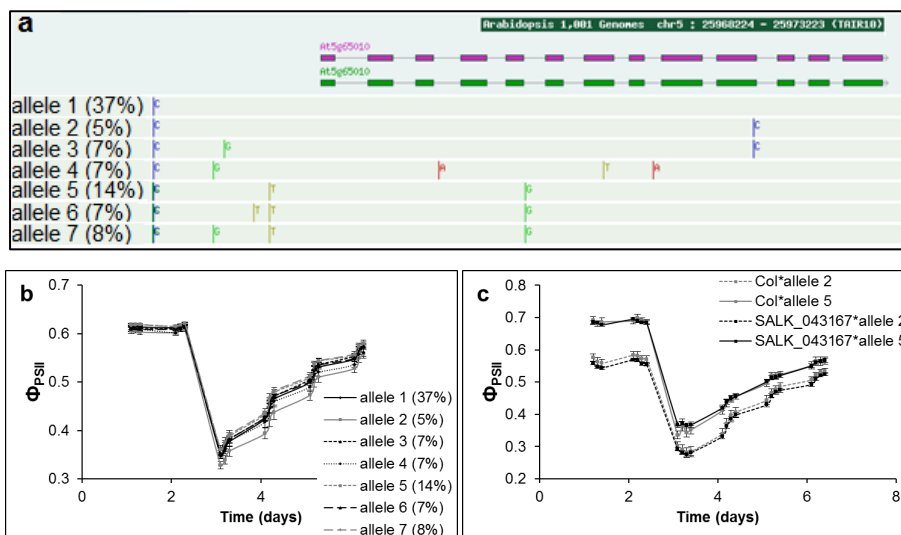 a
Arabidopsis 1,001 Genomes chr5 : 25968224 - 25973223 (TAIR10)
At5g65010
At5g65010
allele 1 (37%) C
allele 2 (5%) C C
allele 3 (7%) C G C
allele 4 (7%) C G A T A
allele 5 (14%) C T G
allele 6 (7%) C T T G
allele 7 (8%) C G T G
b
0.7
0.6
0.5
0.4
0.3
ΦPSII
0 2 4
Time (days)
allele 1 (37%)
allele 2 (5%)
allele 3 (7%)
allele 4 (7%)
allele 5 (14%)
allele 6 (7%)
allele 7 (8%)
c
0.8
0.7
0.6
0.5
0.4
0.3
0.2
ΦPSII
0 2 4 6 8
Time (days)
Col*allele 2
Col*allele 5
SALK_043167*allele 2
SALK_043167*allele 5